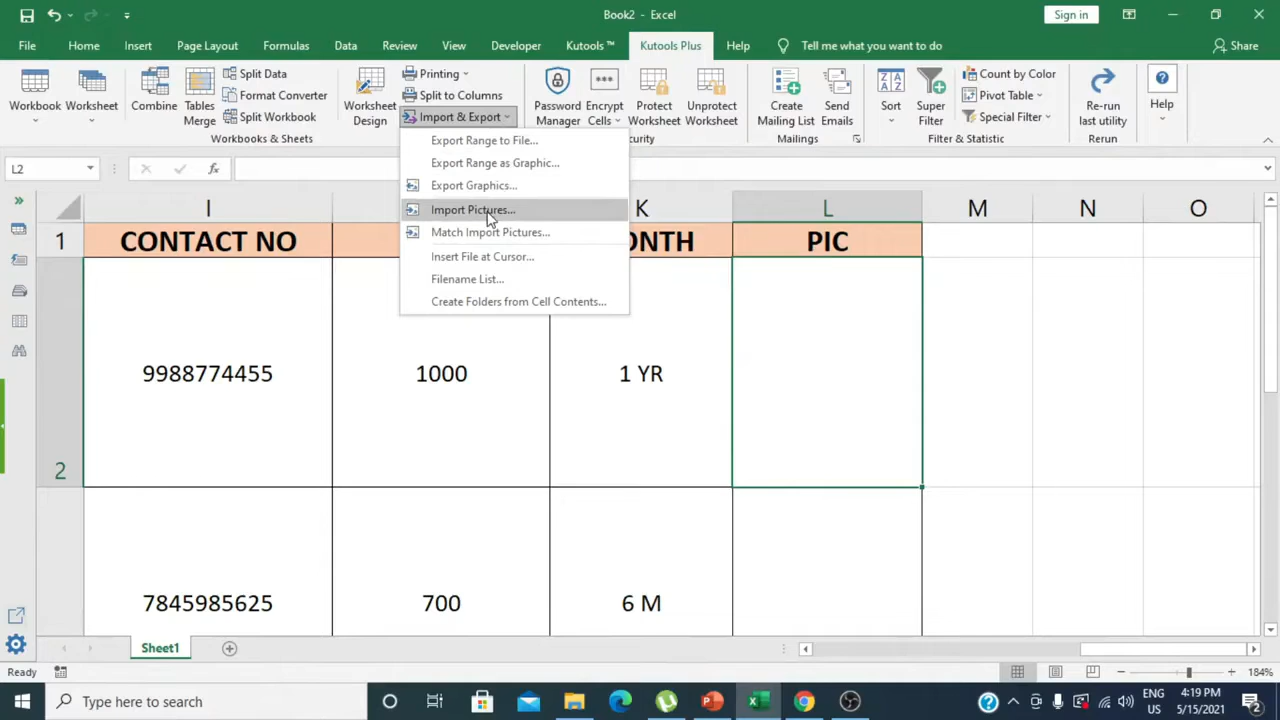 Book2 - Excel
Sign in
File Home Insert Page Layout Formulas Data Review View Developer Kutools ™ Kutools Plus Help Tell me what you want to do Share
Workbook
Worksheet
Combine
Tables Merge
Split Data
Format Converter
Split Workbook
Workbooks & Sheets
Worksheet Design
Printing
Split to Columns
Import & Export
Password Manager
Encrypt Cells
Protect Worksheet
Unprotect Worksheet
curity
Create Mailing List
Send Emails
Mailings
Sort
Super Filter
Count by Color
Pivot Table
Special Filter
Filter & Statistic
Re-run last utility
Rerun
Help
Help
Export Range to File...
Export Range as Graphic...
Export Graphics...
Import Pictures...
Match Import Pictures...
Insert File at Cursor...
Filename List...
Create Folders from Cell Contents...
L2
fx
I K L M N O
1 CONTACT NO ONTH PIC
2 9988774455 1000 1 YR
7845985625 700 6 M
Sheet1
Ready
184%
Type here to search
ENG
US
4:19 PM
5/15/2021
2